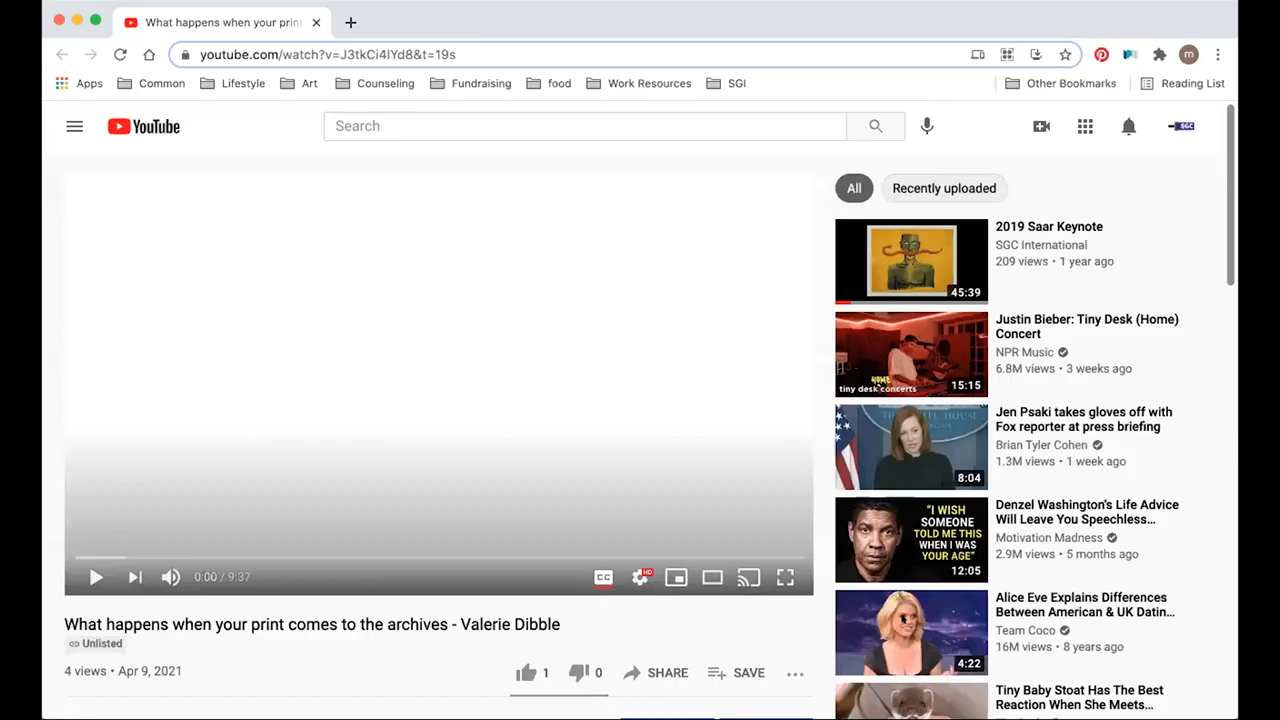 What happens when your print
youtube.com/watch?v=J3tkCi4lYd8&t=19s
m
Apps
Common
Lifestyle
Art
Counseling
Fundraising
food
Work Resources
SGI
Other Bookmarks
Reading List
YouTube
Search
SGC
All
Recently uploaded
45:39
2019 Saar Keynote
SGC International
209 views • 1 year ago
HOME
tiny desk concerts
15:15
Justin Bieber: Tiny Desk (Home)
Concert
NPR Music
6.8M views • 3 weeks ago
8:04
Jen Psaki takes gloves off with
Fox reporter at press briefing
Brian Tyler Cohen
1.3M views • 1 week ago
"I WISH
SOMEONE
TOLD ME THIS
WHEN I WAS
YOUR AGE"
12:05
Denzel Washington's Life Advice
Will Leave You Speechless...
Motivation Madness
2.9M views • 5 months ago
4:22
Alice Eve Explains Differences
Between American & UK Datin...
Team Coco
16M views • 8 years ago
Tiny Baby Stoat Has The Best
Reaction When She Meets...
0:00 / 9:37
CC
HD
What happens when your print comes to the archives - Valerie Dibble
Unlisted
4 views • Apr 9, 2021
1
0
SHARE
SAVE